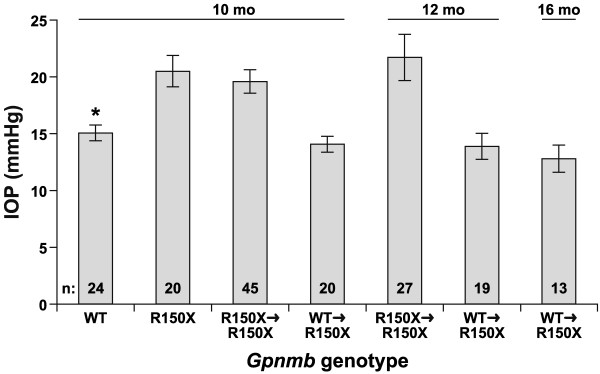 10 mo 12 mo 16 mo
25
20
15
10
5
0
IOP (mmHg)
*
n: 24 20 45 20 27 19 13
WT R150X R150X→ WT→ R150X→ WT→ WT→
R150X R150X R150X R150X R150X
Gpnmb genotype